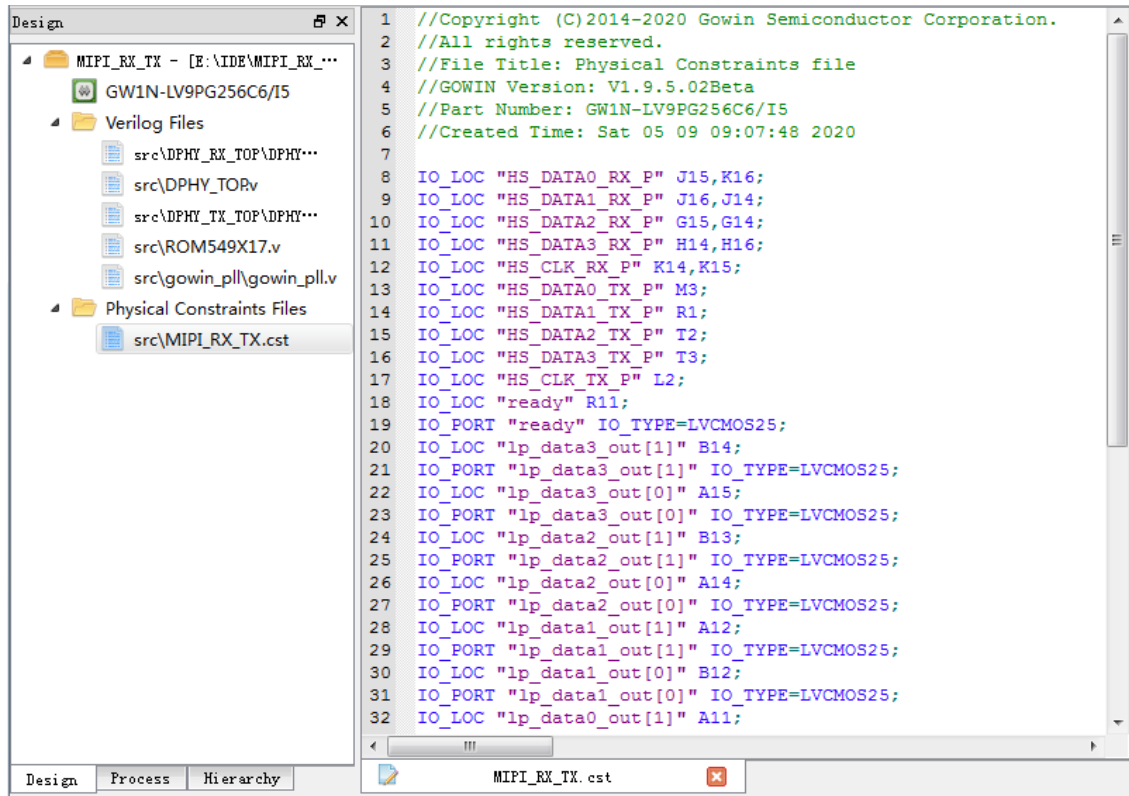 Design
MIPI_RX_TX - [E:\IDE\MIPI_RX_...
GW1N-LV9PG256C6/I5
Verilog Files
src\DPHY_RX_TOP\DPHY...
src\DPHY_TOP.v
src\DPHY_TX_TOP\DPHY...
src\ROM549X17.v
src\gowin_pll\gowin_pll.v
Physical Constraints Files
src\MIPI_RX_TX.cst
Design Process Hierarchy
1 //Copyright (C)2014-2020 Gowin Semiconductor Corporation.
2 //All rights reserved.
3 //File Title: Physical Constraints file
4 //GOWIN Version: V1.9.5.02Beta
5 //Part Number: GW1N-LV9PG256C6/I5
6 //Created Time: Sat 05 09 09:07:48 2020
7
8 IO_LOC "HS_DATA0_RX_P" J15,K16;
9 IO_LOC "HS_DATA1_RX_P" J16,J14;
10 IO_LOC "HS_DATA2_RX_P" G15,G14;
11 IO_LOC "HS_DATA3_RX_P" H14,H16;
12 IO_LOC "HS_CLK_RX_P" K14,K15;
13 IO_LOC "HS_DATA0_TX_P" M3;
14 IO_LOC "HS_DATA1_TX_P" R1;
15 IO_LOC "HS_DATA2_TX_P" T2;
16 IO_LOC "HS_DATA3_TX_P" T3;
17 IO_LOC "HS_CLK_TX_P" L2;
18 IO_LOC "ready" R11;
19 IO_PORT "ready" IO_TYPE=LVCMOS25;
20 IO_LOC "lp_data3_out[1]" B14;
21 IO_PORT "lp_data3_out[1]" IO_TYPE=LVCMOS25;
22 IO_LOC "lp_data3_out[0]" A15;
23 IO_PORT "lp_data3_out[0]" IO_TYPE=LVCMOS25;
24 IO_LOC "lp_data2_out[1]" B13;
25 IO_PORT "lp_data2_out[1]" IO_TYPE=LVCMOS25;
26 IO_LOC "lp_data2_out[0]" A14;
27 IO_PORT "lp_data2_out[0]" IO_TYPE=LVCMOS25;
28 IO_LOC "lp_data1_out[1]" A12;
29 IO_PORT "lp_data1_out[1]" IO_TYPE=LVCMOS25;
30 IO_LOC "lp_data1_out[0]" B12;
31 IO_PORT "lp_data1_out[0]" IO_TYPE=LVCMOS25;
32 IO_LOC "lp_data0_out[1]" A11;
MIPI_RX_TX.cst